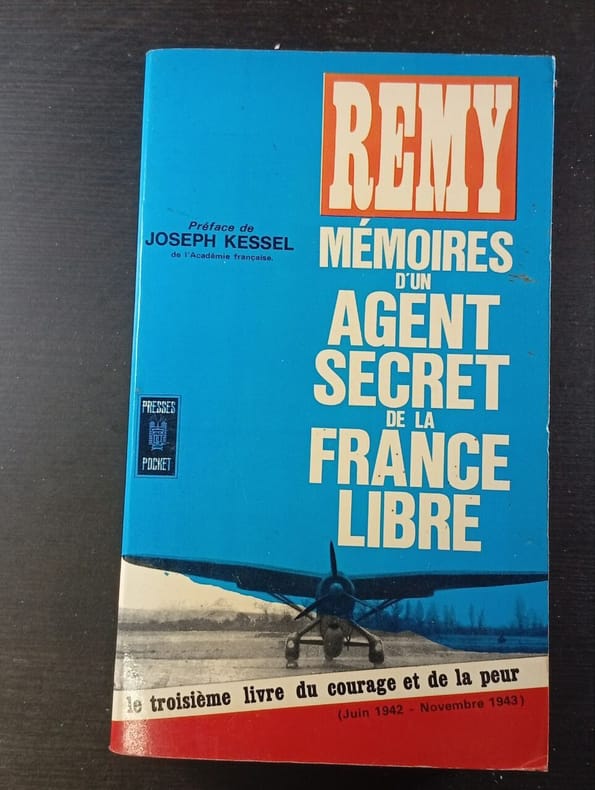 REMY
Préface de
JOSEPH KESSEL
de l'Académie française.
MÉMOIRES
D'UN
AGENT
SECRET
DE LA
FRANCE
LIBRE
PRESSES
POCKET
le troisième livre du courage et de la peur
(Juin 1942 - Novembre 1943)